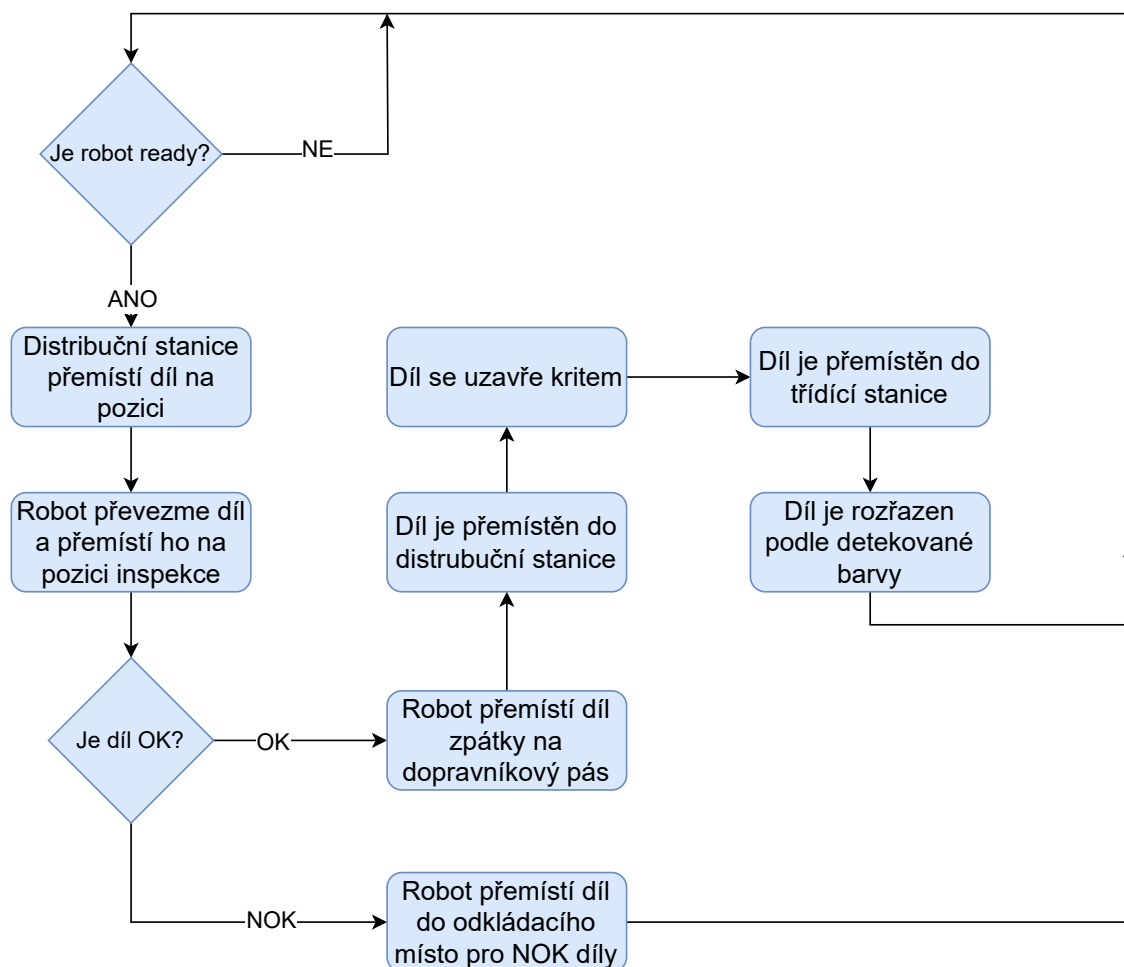 Je robot ready?
NE
ANO
Distribuční stanice
přemístí díl na
pozici
Robot převezme díl
a přemístí ho na
pozici inspekce
Je díl OK?
OK
NOK
Robot přemístí díl
zpátky na
dopravníkový pás
Díl je přemístěn do
distrubuční stanice
Díl se uzavře kritem
Díl je přemístěn do
třídící stanice
Díl je rozřazen
podle detekované
barvy
Robot přemístí díl
do odkládacího
místo pro NOK díly